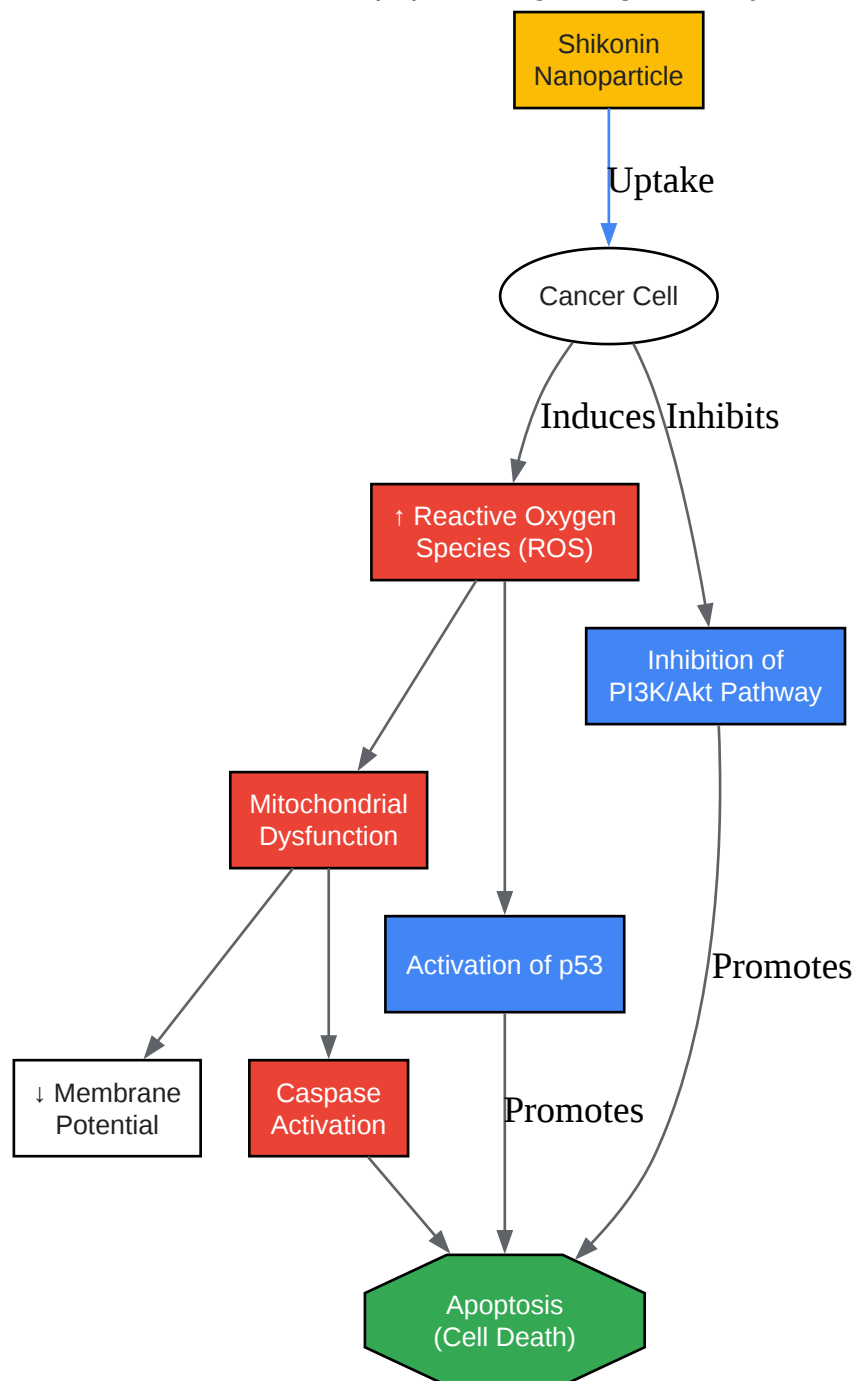 Shikonin
Nanoparticle
Uptake
Cancer Cell
Induces
Inhibits
↑ Reactive Oxygen
Species (ROS)
Inhibition of
PI3K/Akt Pathway
Mitochondrial
Dysfunction
Activation of p53
Promotes
↓ Membrane
Potential
Caspase
Activation
Promotes
Apoptosis
(Cell Death)